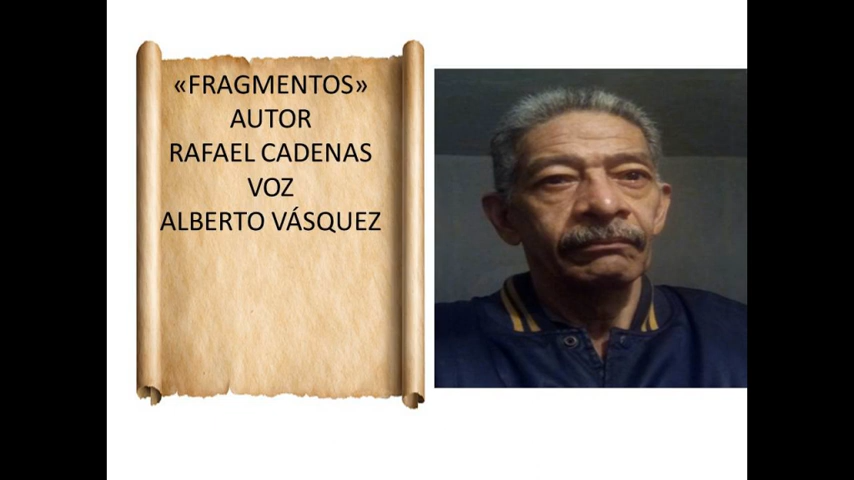 «FRAGMENTOS»
AUTOR
RAFAEL CADENAS
VOZ
ALBERTO VÁSQUEZ